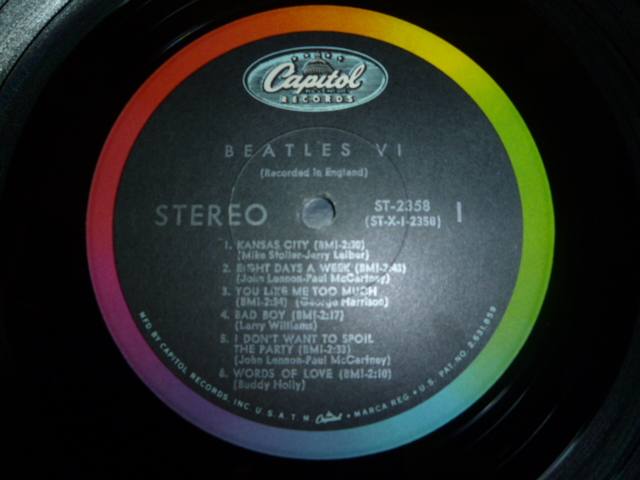 Capitol
RECORDS
BEATLES VI
(Recorded in England)
STEREO
ST-2358
(ST-X-1-2358)
1
1. KANSAS CITY (BMI-2:30)
(Mike Stoller-Jerry Leiber)
2. EIGHT DAYS A WEEK (BMI-2:43)
(John Lennon-Paul McCartney)
3. YOU LIKE ME TOO MUCH
(BMI-2:34) (George Harrison)
4. BAD BOY (BMI-2:17)
(Larry Williams)
5. I DON'T WANT TO SPOIL
THE PARTY (BMI-2:33)
(John Lennon-Paul McCartney)
6. WORDS OF LOVE (BMI-2:10)
(Buddy Holly)
MFD. BY CAPITOL RECORDS, INC. U.S.A. T.M. Capitol • MARCA REG. • U.S. PAT. NO. 2,631,859